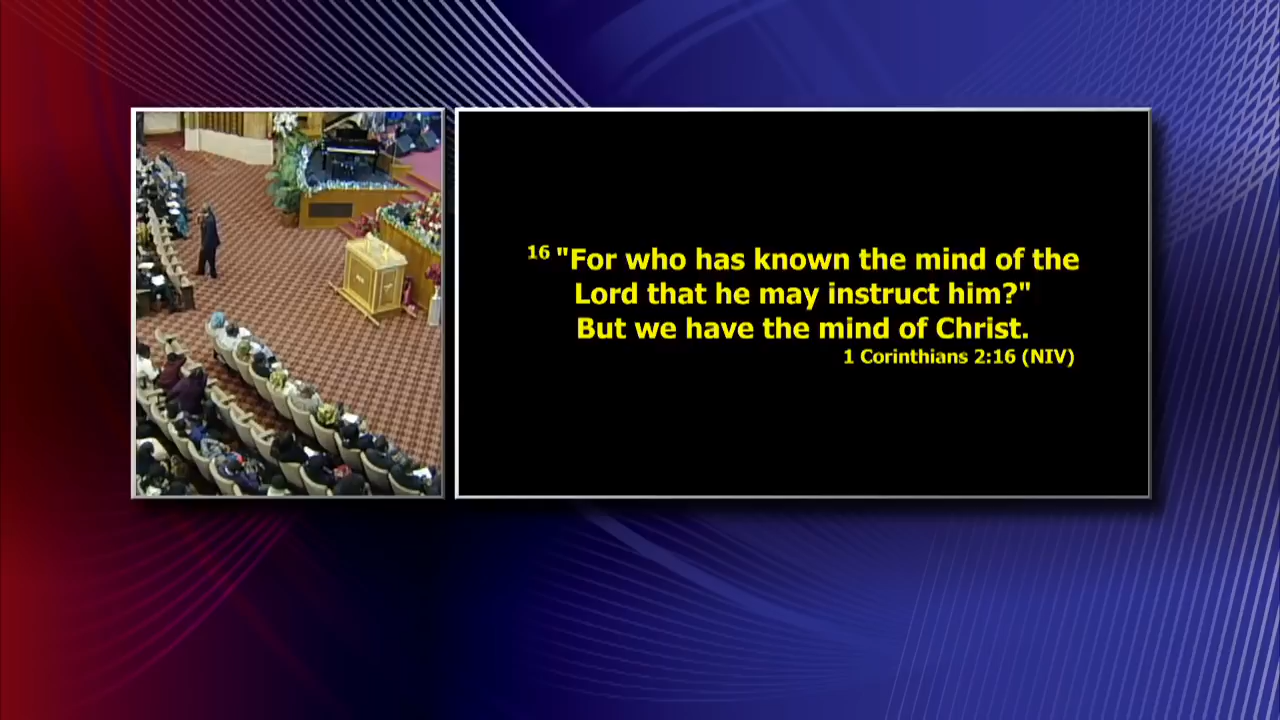 16 "For who has known the mind of the
Lord that he may instruct him?"
But we have the mind of Christ.
1 Corinthians 2:16 (NIV)